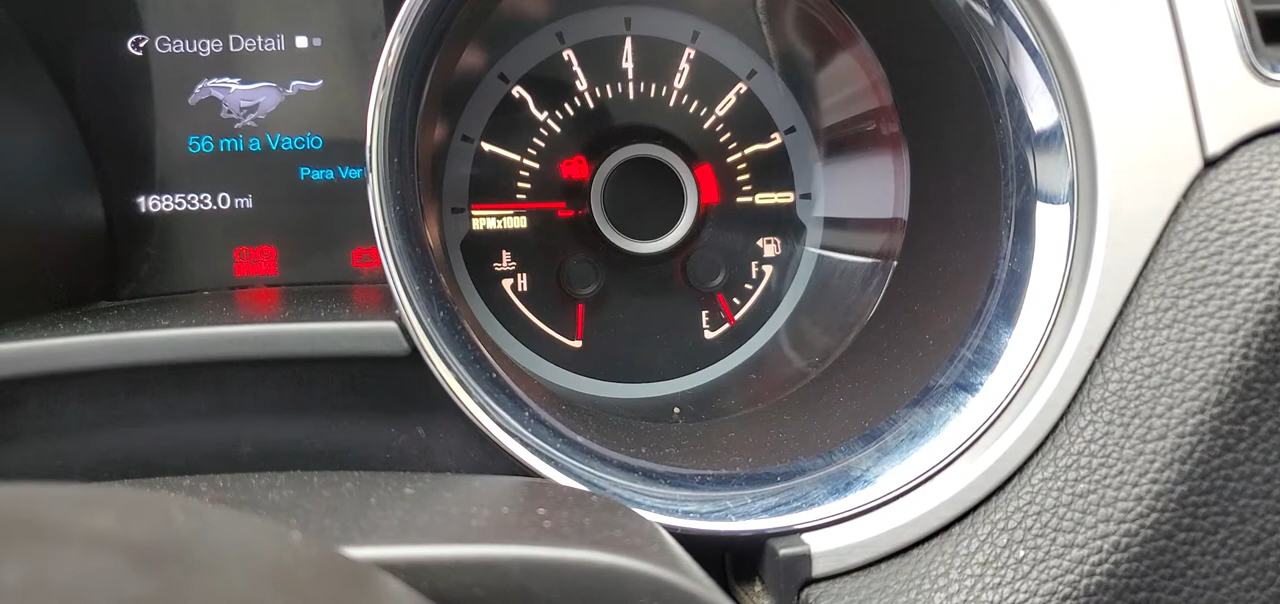 Gauge Detail
56 mi a Vacío
Para Ver
168533.0 mi
1 2 3 4 5 6 7 8
RPMx1000
H
F
E